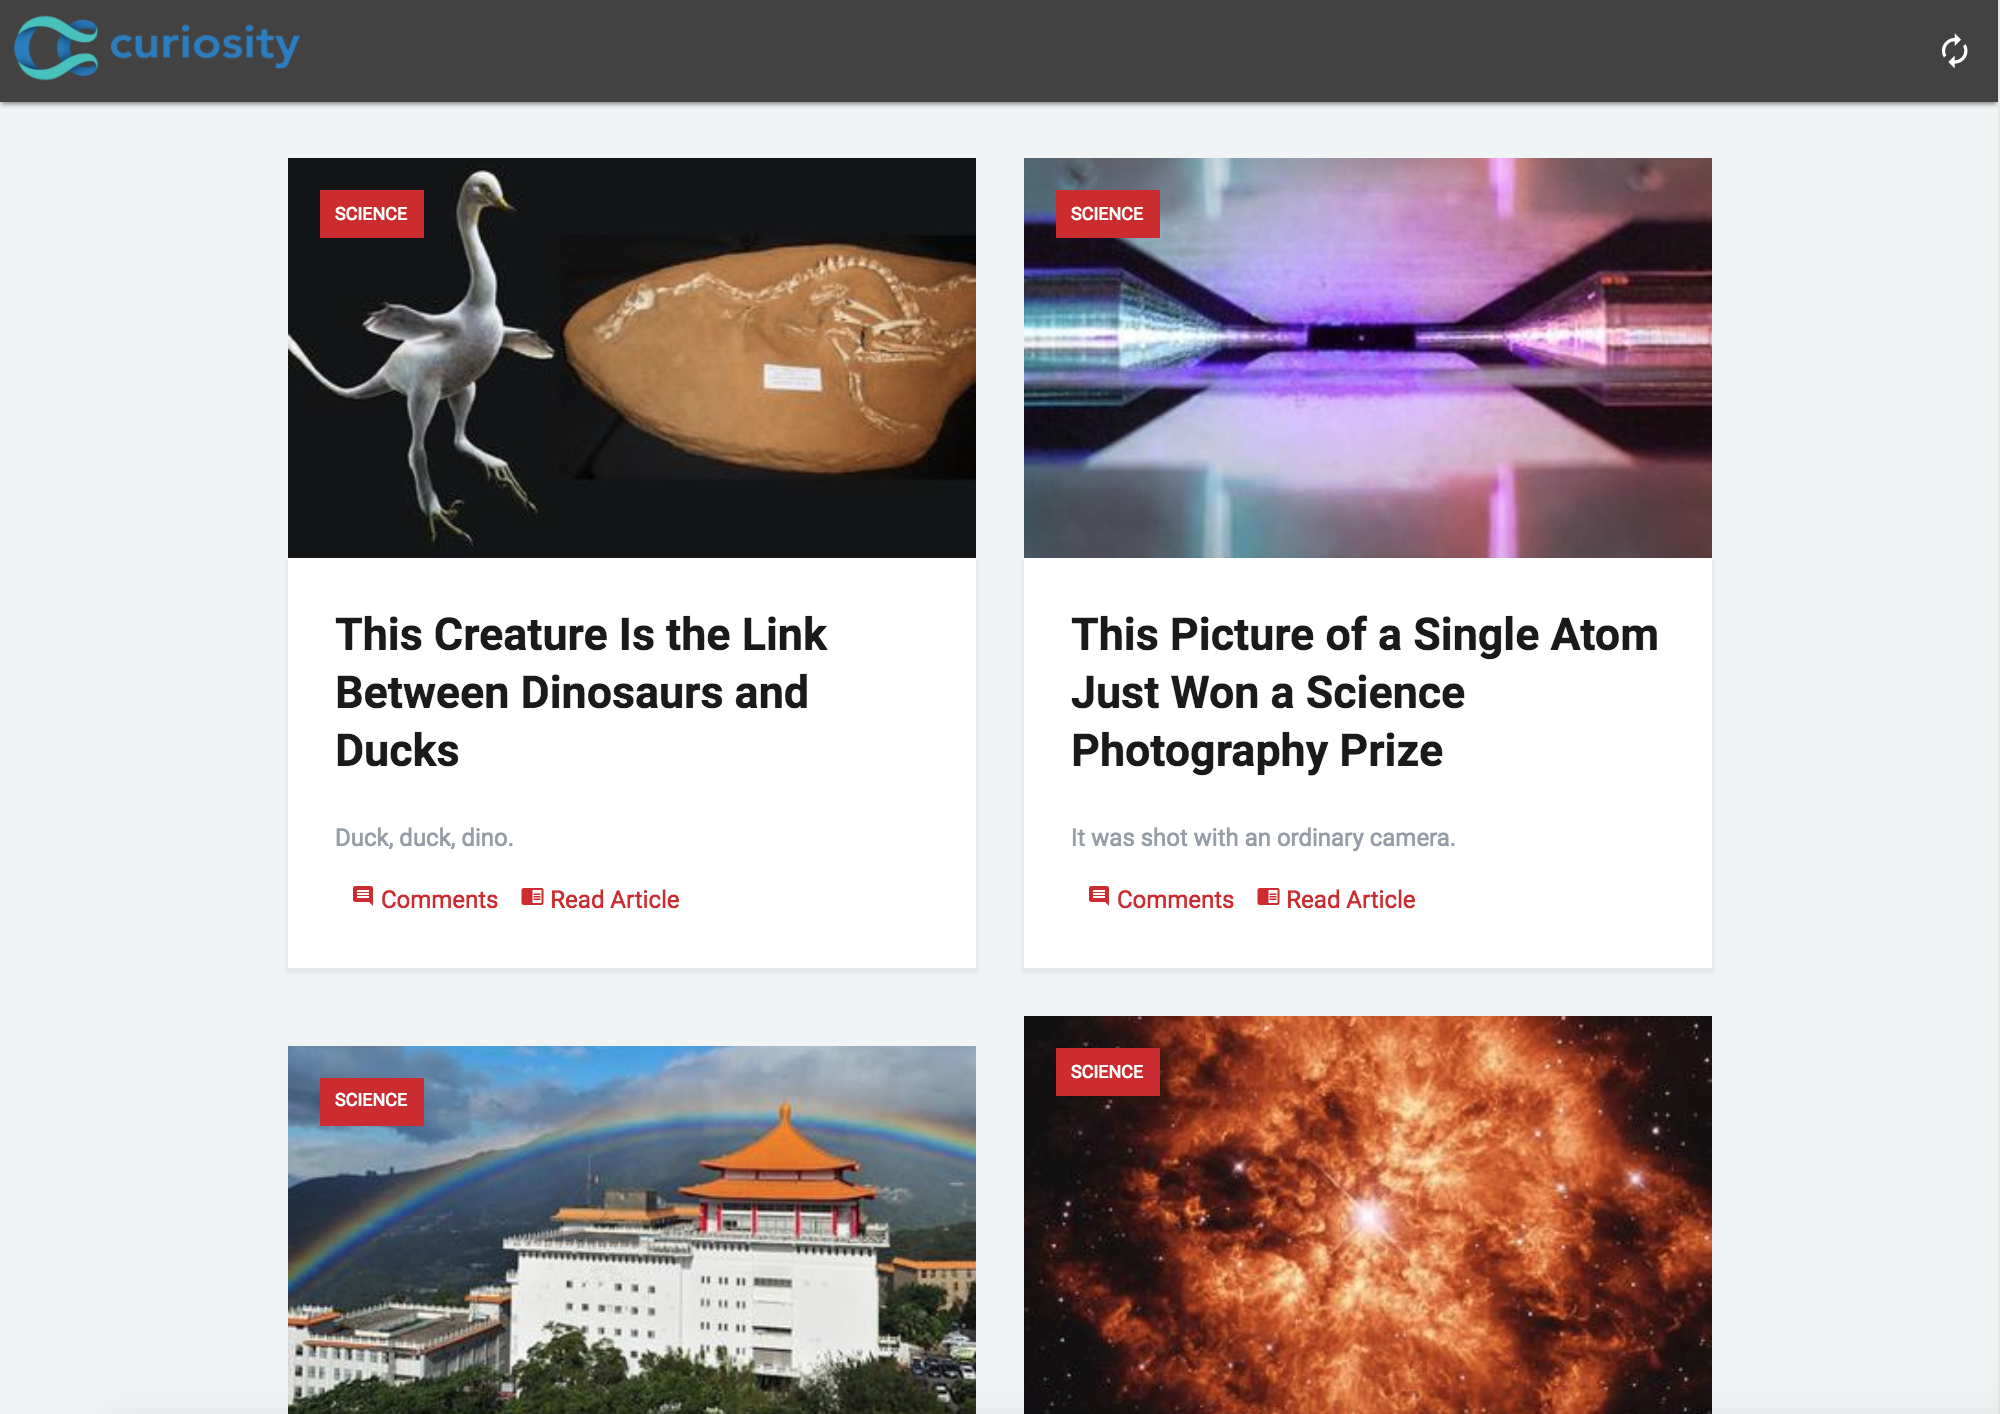 curiosity
SCIENCE
This Creature Is the Link
Between Dinosaurs and
Ducks
Duck, duck, dino.
Comments
Read Article
SCIENCE
This Picture of a Single Atom
Just Won a Science
Photography Prize
It was shot with an ordinary camera.
Comments
Read Article
SCIENCE
SCIENCE